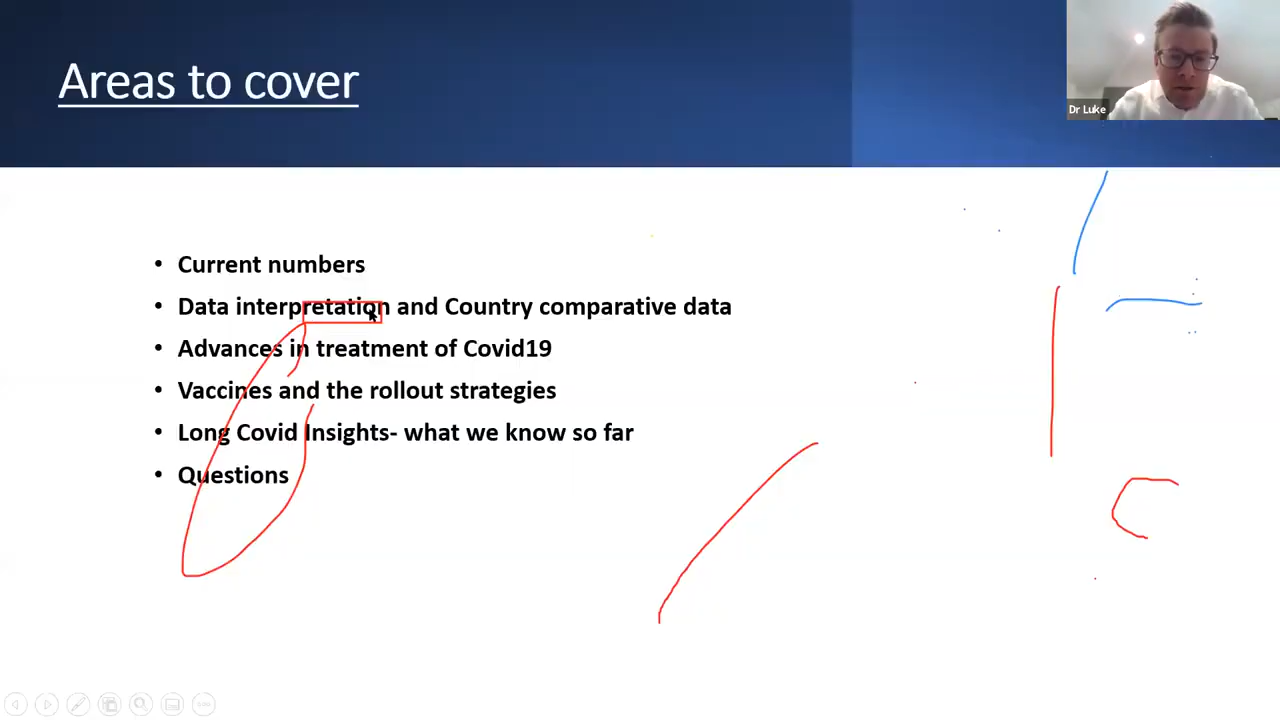 Areas to cover
Dr Luke
• Current numbers
• Data interpretation and Country comparative data
• Advances in treatment of Covid19
• Vaccines and the rollout strategies
• Long Covid Insights- what we know so far
• Questions